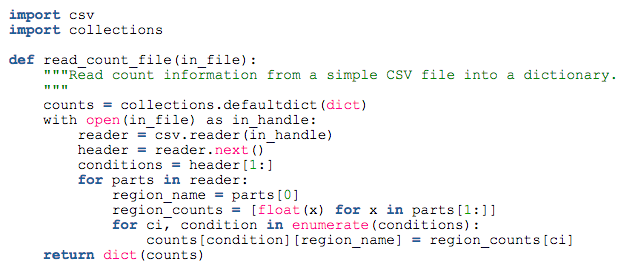 import csv
import collections

def read_count_file(in_file):
    """Read count information from a simple CSV file into a dictionary.
    """
    counts = collections.defaultdict(dict)
    with open(in_file) as in_handle:
        reader = csv.reader(in_handle)
        header = reader.next()
        conditions = header[1:]
        for parts in reader:
            region_name = parts[0]
            region_counts = [float(x) for x in parts[1:]]
            for ci, condition in enumerate(conditions):
                counts[condition][region_name] = region_counts[ci]
    return dict(counts)